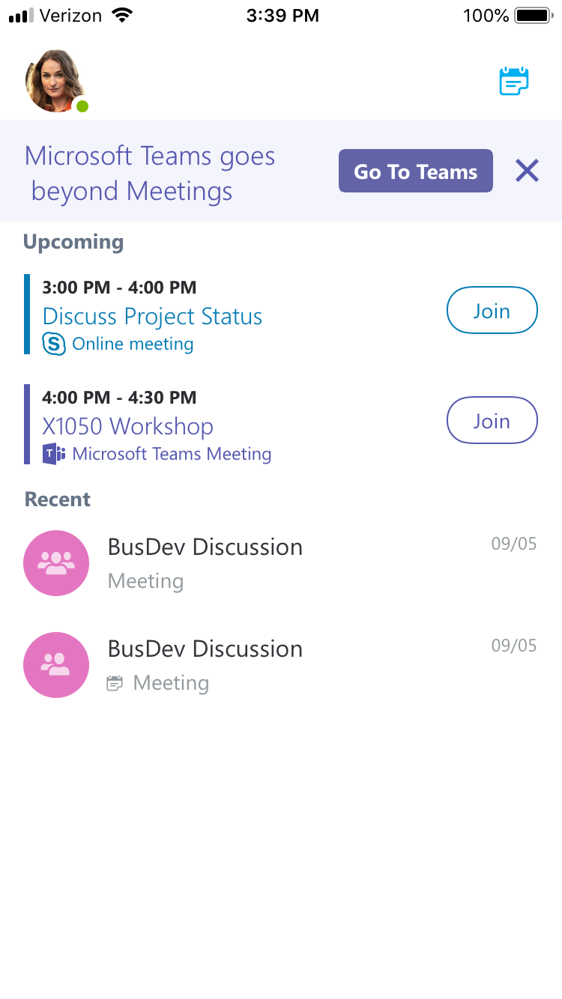 Verizon 3:39 PM 100%
Microsoft Teams goes
beyond Meetings
Go To Teams
Upcoming
3:00 PM - 4:00 PM
Discuss Project Status
Online meeting
Join
4:00 PM - 4:30 PM
X1050 Workshop
Microsoft Teams Meeting
Join
Recent
BusDev Discussion 09/05
Meeting
BusDev Discussion 09/05
Meeting